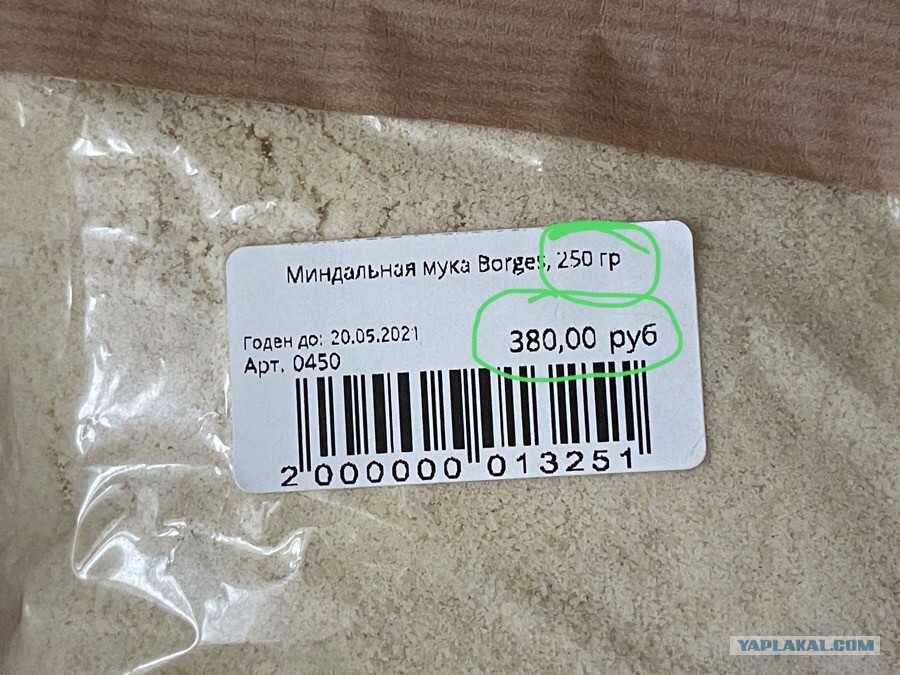 Миндальная мука Borges, 250 гр
Годен до: 20.05.2021
380,00 руб
Арт. 0450
2 000000 013251
YAPLAKAL.COM